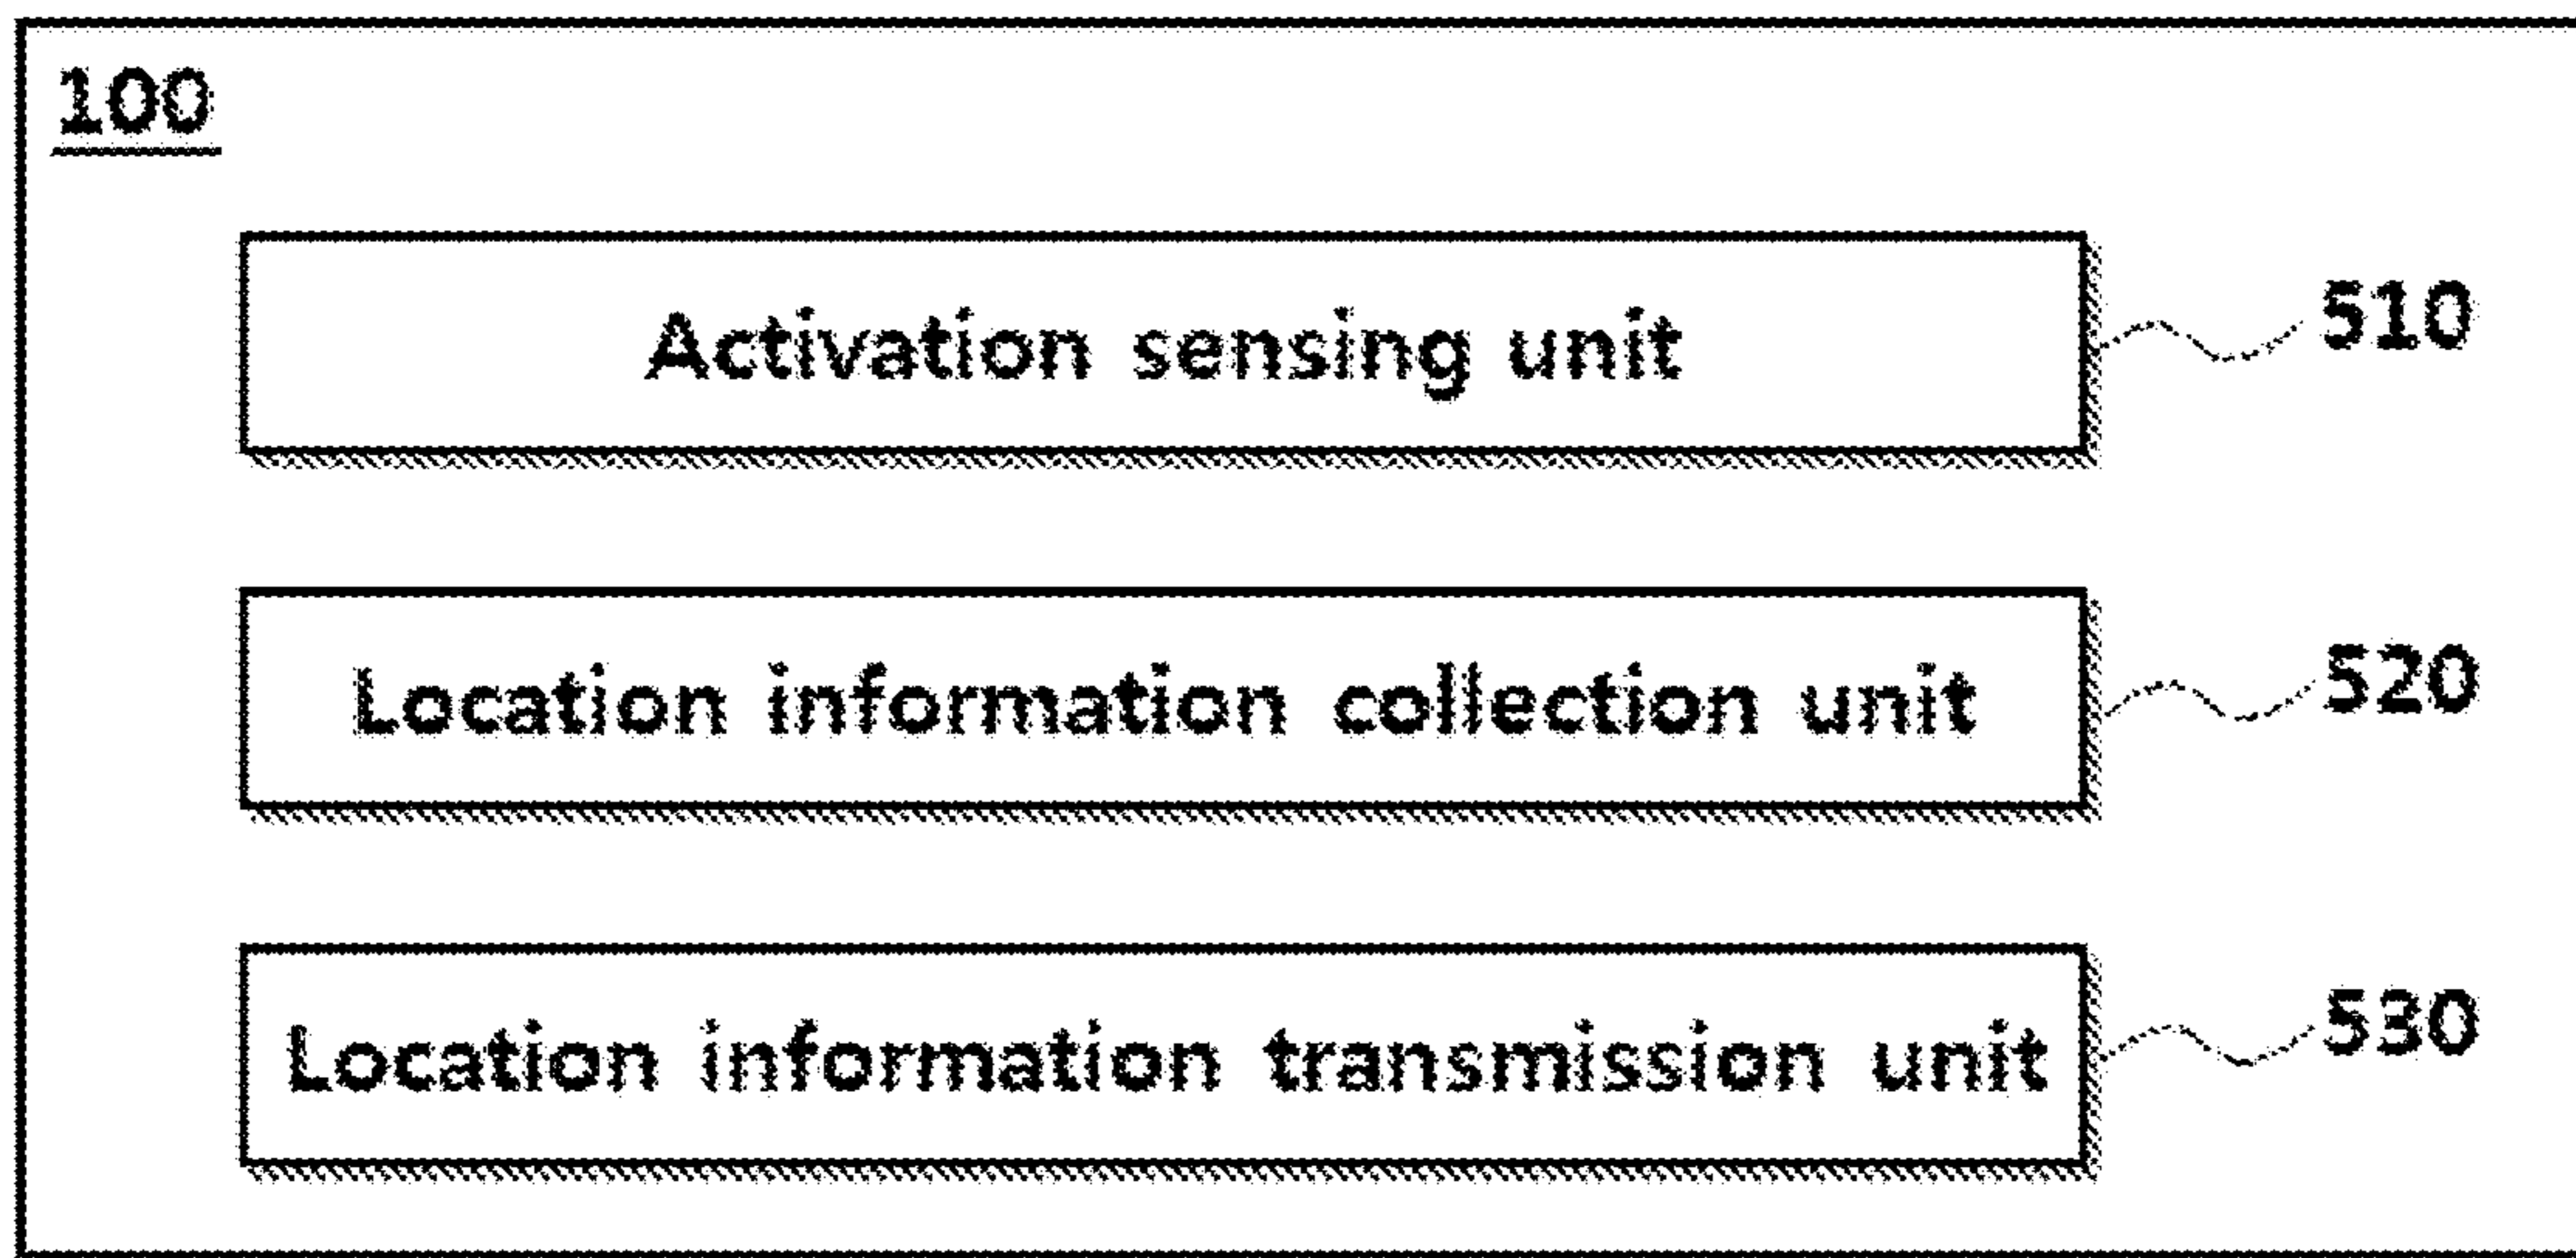 100
Activation sensing unit 510
Location information collection unit 520
Location information transmission unit 530